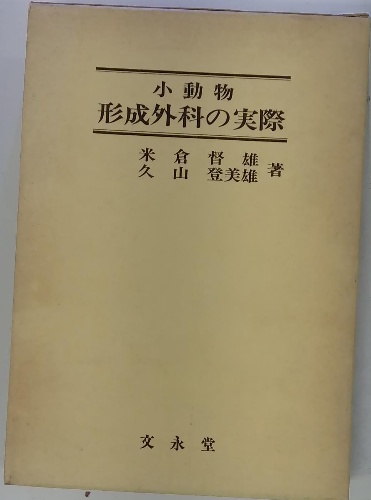 小動物
形成外科の実際
米倉督雄
久山登美雄 著
文永堂